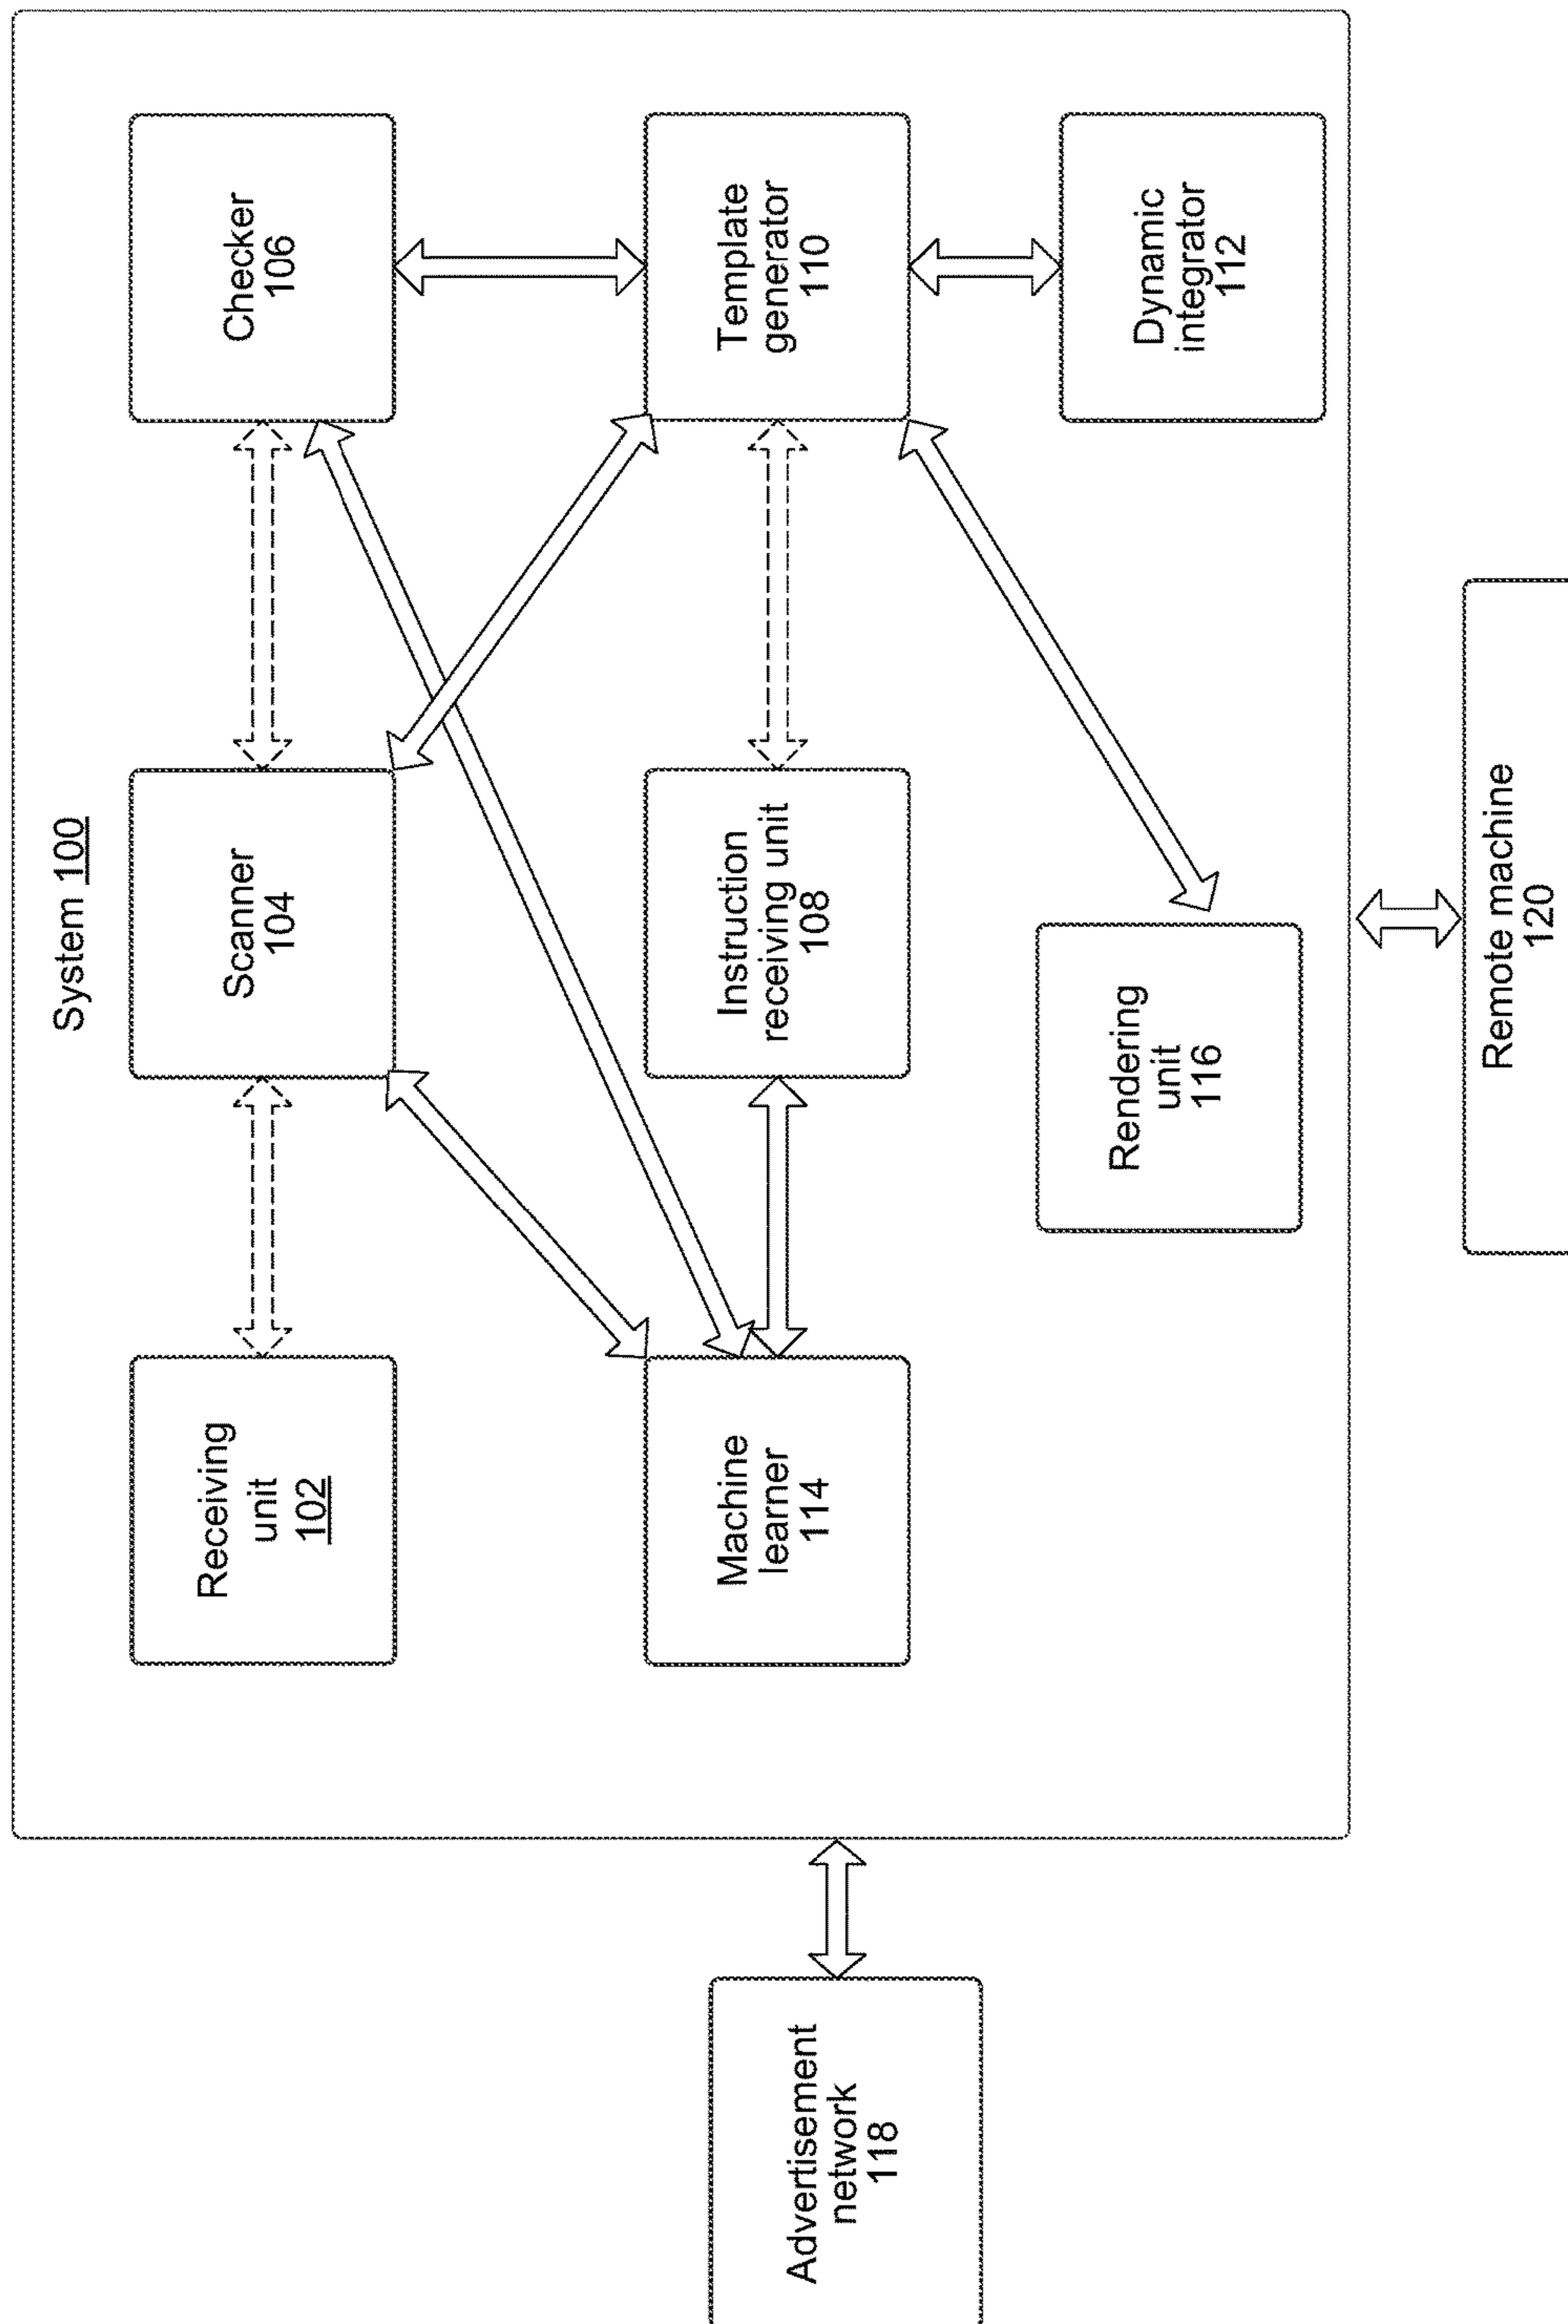 System 100
Receiving
unit
102
Scanner
104
Checker
106
Machine
learner
114
Instruction
receiving unit
108
Template
generator
110
Rendering
unit
116
Dynamic
integrator
112
Advertisement
network
118
Remote machine
120